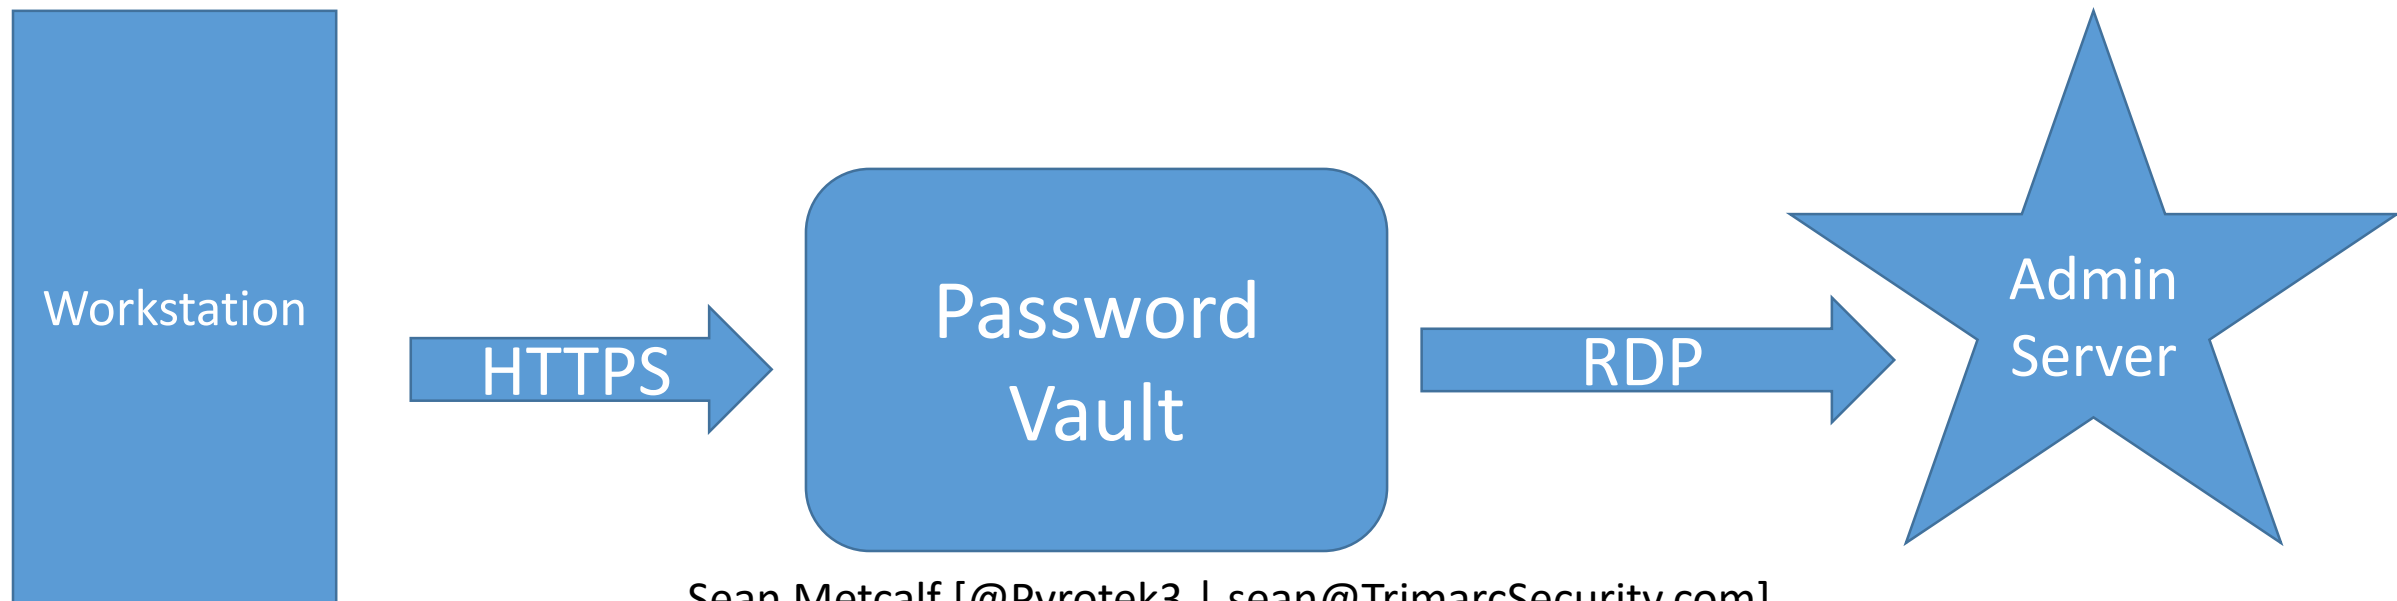 Workstation
HTTPS
Password
Vault
RDP
Admin
Server
Sean Metcalf [@Pyrotek3 | sean@TrimarcSecurity.com]